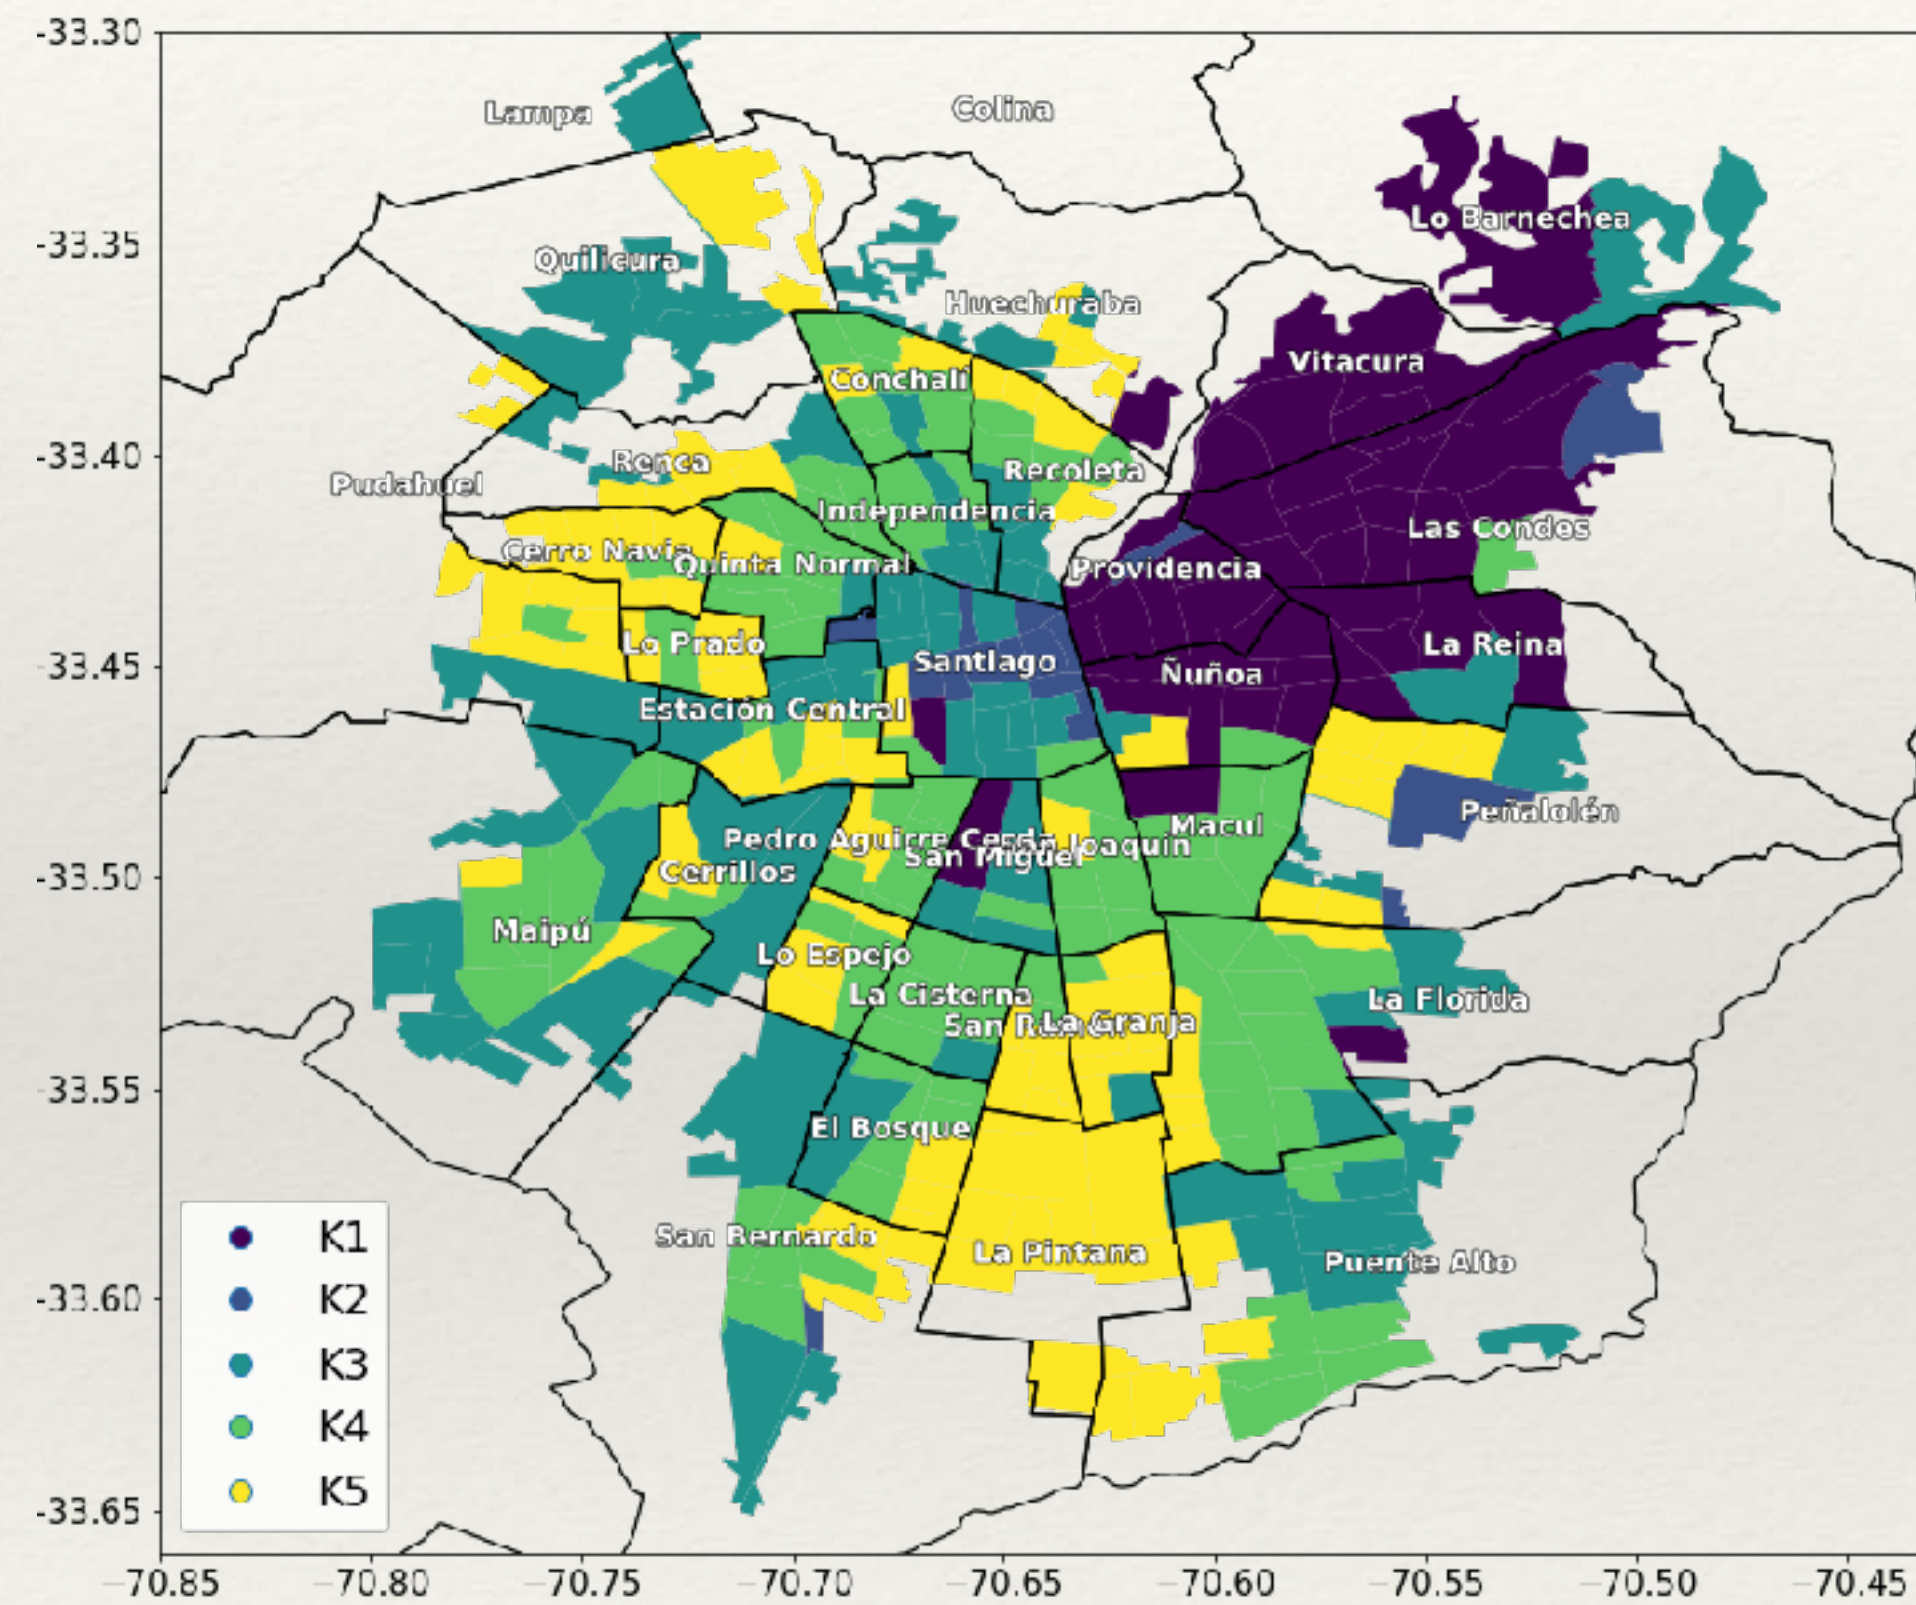 -33.30
Lampa
Colina
Lo Barnechea
-33.35
Quilicura
Huechuraba
Vitacura
Conchalí
-33.40
Renca
Recoleta
Pudahuel
Independencia
Las Condes
Cerro Navia
Quinta Normal
Providencia
-33.45
Lo Prado
Santiago
La Reina
Ñuñoa
Estación Central
Peñalolén
Pedro Aguirre Cerda
Macul
San Joaquín
San Miguel
-33.50
Cerrillos
Maipú
Lo Espejo
La Cisterna
La Florida
San Ramón
La Granja
-33.55
El Bosque
K1
San Bernardo
La Pintana
Puente Alto
-33.60
K2
K3
K4
K5
-33.65
-70.85
-70.80
-70.75
-70.70
-70.65
-70.60
-70.55
-70.50
-70.45